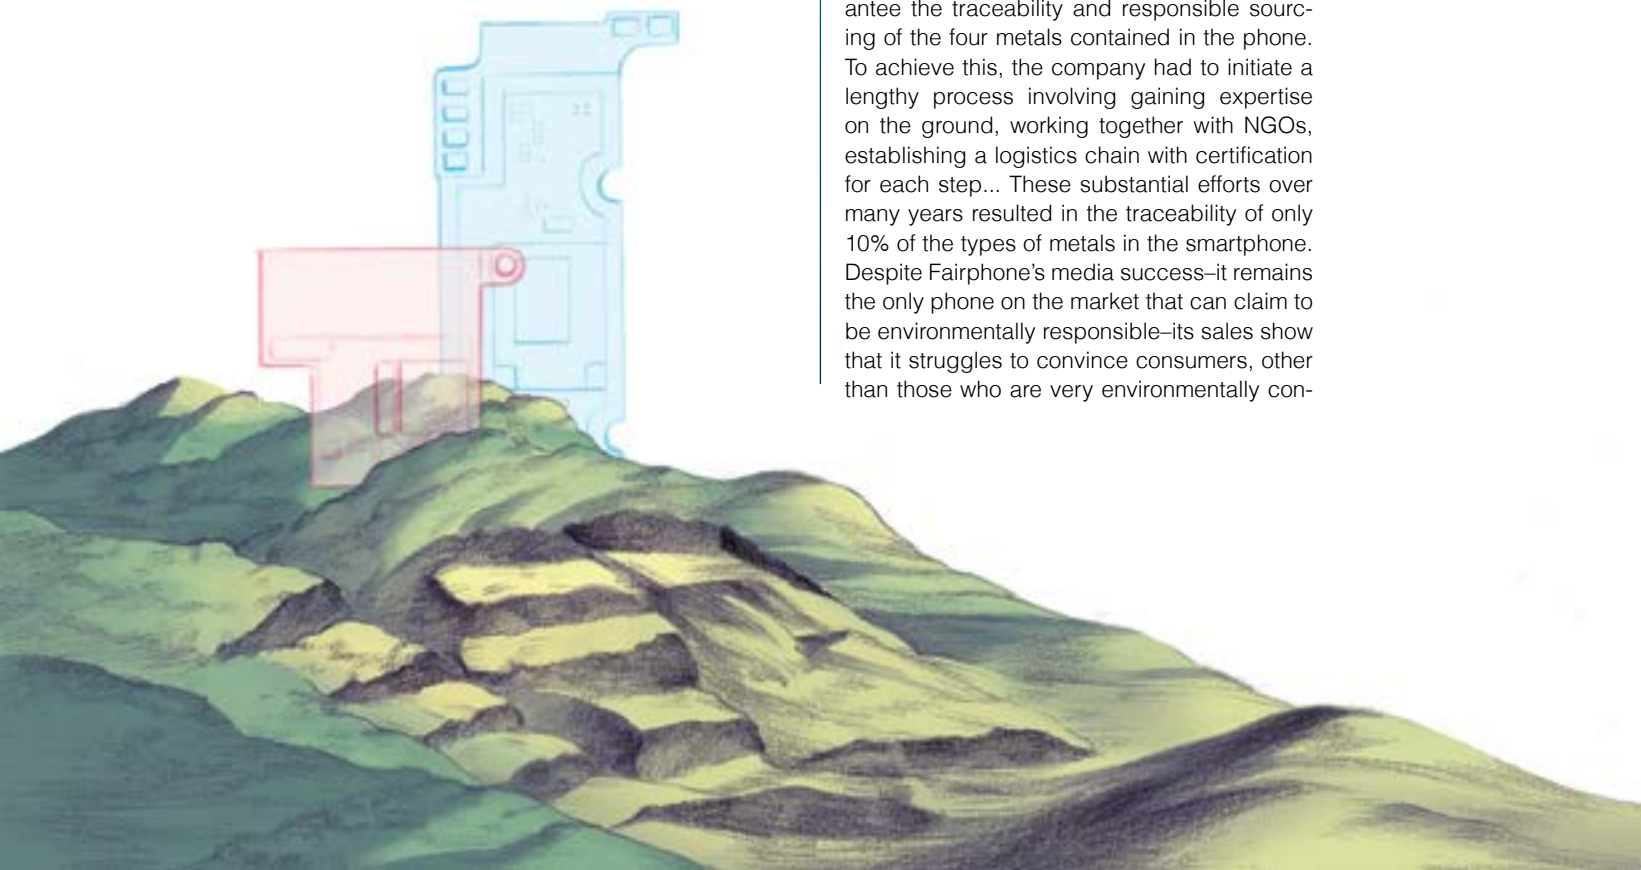 antee the traceability and responsible sourc-
ing of the four metals contained in the phone.
To achieve this, the company had to initiate a
lengthy process involving gaining expertise
on the ground, working together with NGOs,
establishing a logistics chain with certification
for each step... These substantial efforts over
many years resulted in the traceability of only
10% of the types of metals in the smartphone.
Despite Fairphone’s media success–it remains
the only phone on the market that can claim to
be environmentally responsible–its sales show
that it struggles to convince consumers, other
than those who are very environmentally con-